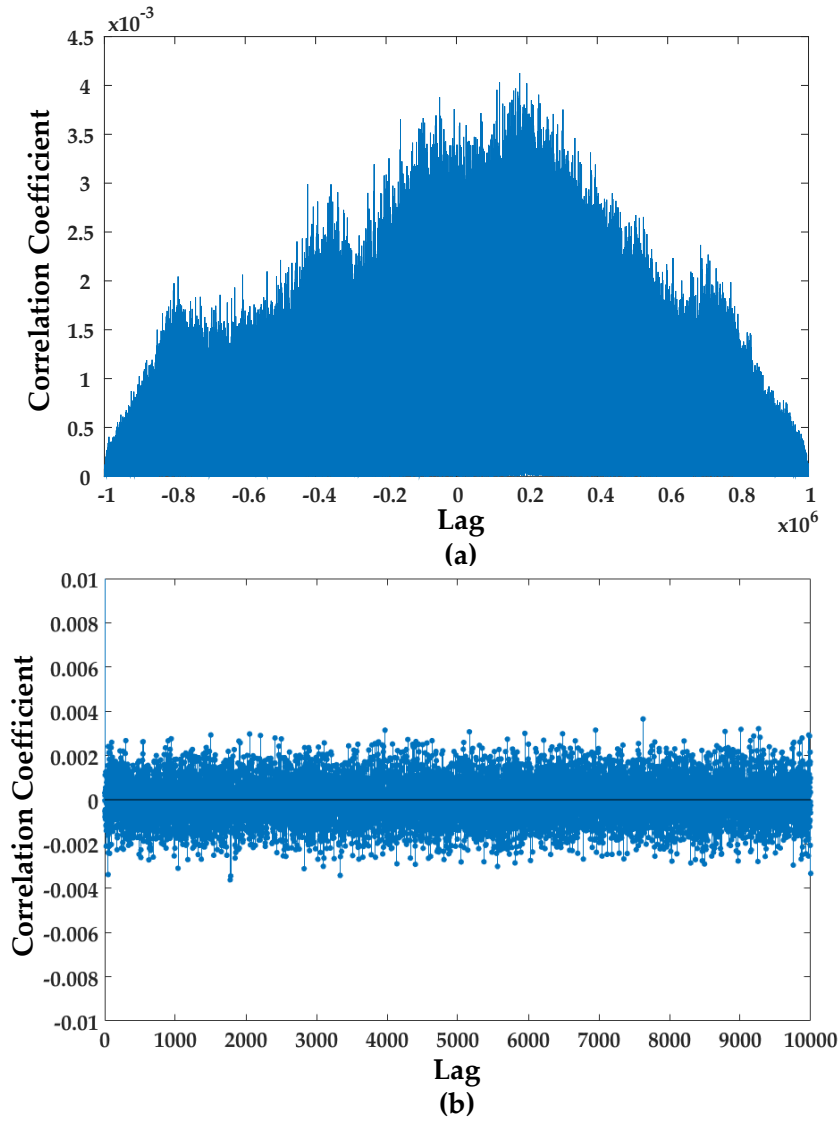 x10-3
4.5
4
3.5
3
2.5
2
1.5
1
0.5
0
Correlation Coefficient
-1 -0.8 -0.6 -0.4 -0.2 0 0.2 0.4 0.6 0.8 1
Lag
x10^6
(a)
0.01
0.008
0.006
0.004
0.002
0
-0.002
-0.004
-0.006
-0.008
-0.01
Correlation Coefficient
0 1000 2000 3000 4000 5000 6000 7000 8000 9000 10000
Lag
(b)